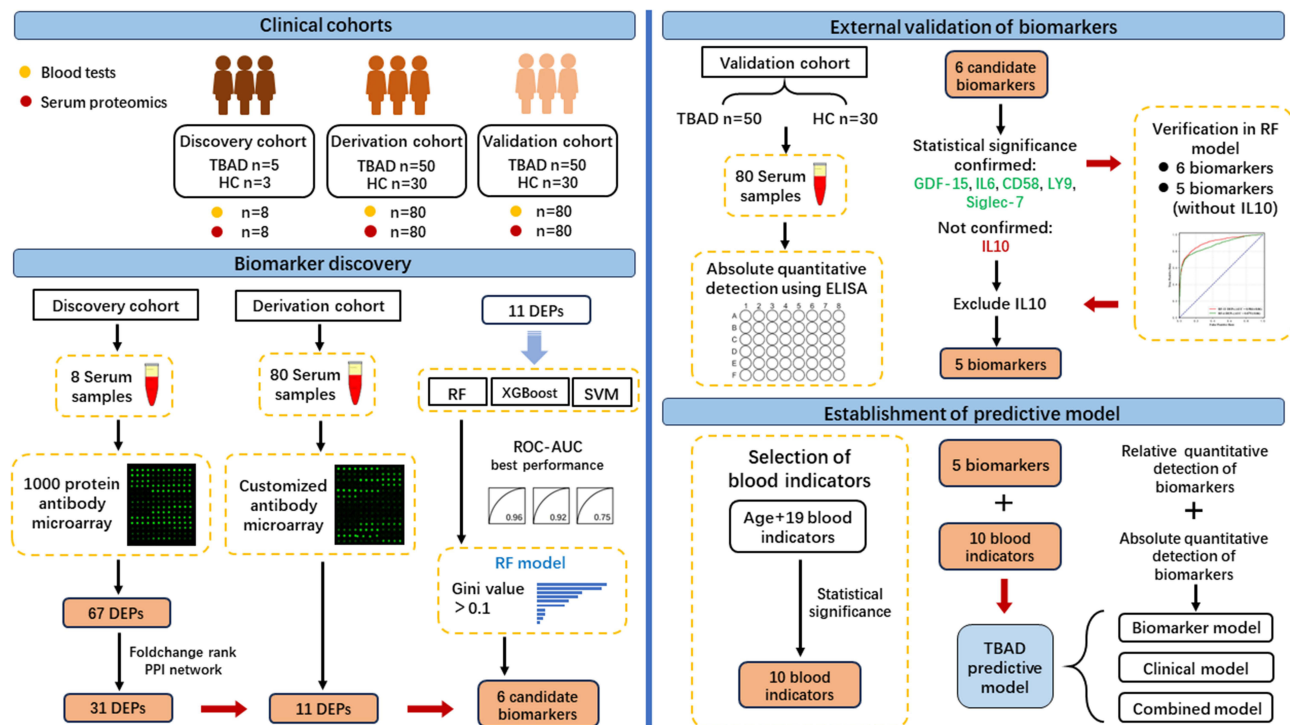 Clinical cohorts
Blood tests
Serum proteomics
Discovery cohort
TBAD n=5
HC n=3
n=8
n=8
Derivation cohort
TBAD n=50
HC n=30
n=80
n=80
Validation cohort
TBAD n=50
HC n=30
n=80
n=80
Biomarker discovery
Discovery cohort
8 Serum
samples
1000 protein
antibody
microarray
67 DEPs
Foldchange rank
PPI network
31 DEPs
Derivation cohort
80 Serum
samples
Customized
antibody
microarray
11 DEPs
11 DEPs
RF
XGBoost
SVM
ROC-AUC
best performance
0.96
0.92
0.75
RF model
Gini value
>0.1
6 candidate
biomarkers
External validation of biomarkers
Validation cohort
TBAD n=50
HC n=30
80 Serum
samples
Absolute quantitative
detection using ELISA
1 2 3 4 5 6 7 8
A
B
C
D
E
F
6 candidate
biomarkers
Statistical significance
confirmed:
GDF-15, IL6, CD58, LY9,
Siglec-7
Not confirmed:
IL10
Exclude IL10
5 biomarkers
Verification in RF
model
● 6 biomarkers
● 5 biomarkers
(without IL10)
Establishment of predictive model
Selection of
blood indicators
Age+19 blood
indicators
Statistical
significance
10 blood
indicators
5 biomarkers
+
10 blood
indicators
TBAD
predictive
model
Relative quantitative
detection of
biomarkers
+
Absolute quantitative
detection of
biomarkers
Biomarker model
Clinical model
Combined model